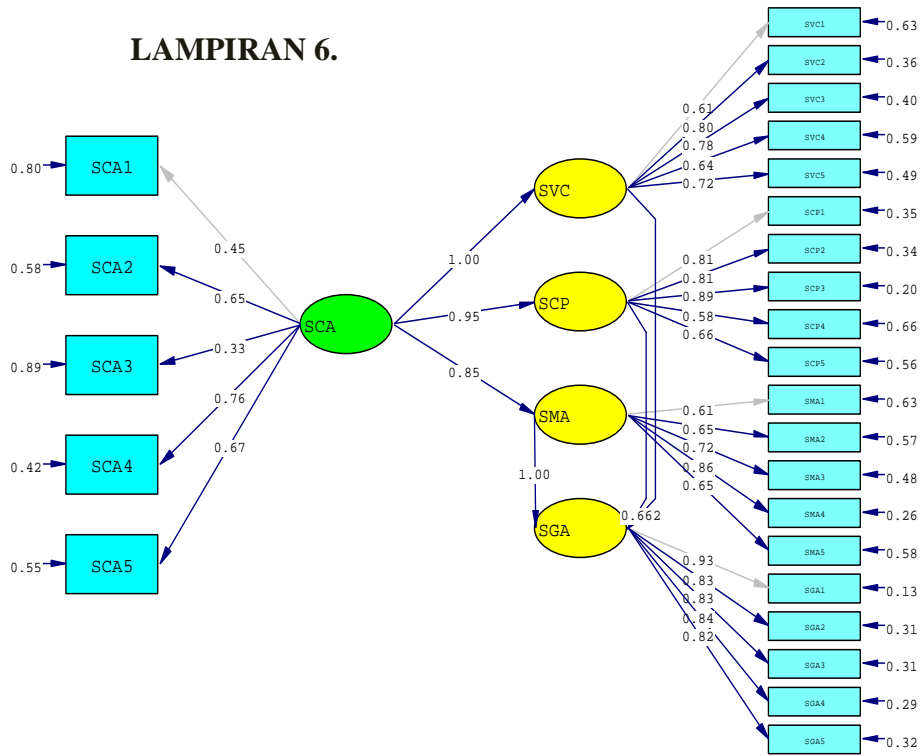 LAMPIRAN 6.
0.80 SCA1
0.58 SCA2
0.89 SCA3
0.42 SCA4
0.55 SCA5
0.45
0.65
0.33
0.76
0.67
SCA
1.00
0.95
0.85
SVC
SCP
SMA
1.00
SGA
0.61
0.80
0.78
0.64
0.72
0.81
0.81
0.89
0.58
0.66
0.61
0.65
0.72
0.86
0.65
0.93
0.83
0.83
0.84
0.82
SVC1 0.63
SVC2 0.36
SVC3 0.40
SVC4 0.59
SVC5 0.49
SCP1 0.35
SCP2 0.34
SCP3 0.20
SCP4 0.66
SCP5 0.56
SMA1 0.63
SMA2 0.57
SMA3 0.48
SMA4 0.26
SMA5 0.58
SGA1 0.13
SGA2 0.31
SGA3 0.31
SGA4 0.29
SGA5 0.32